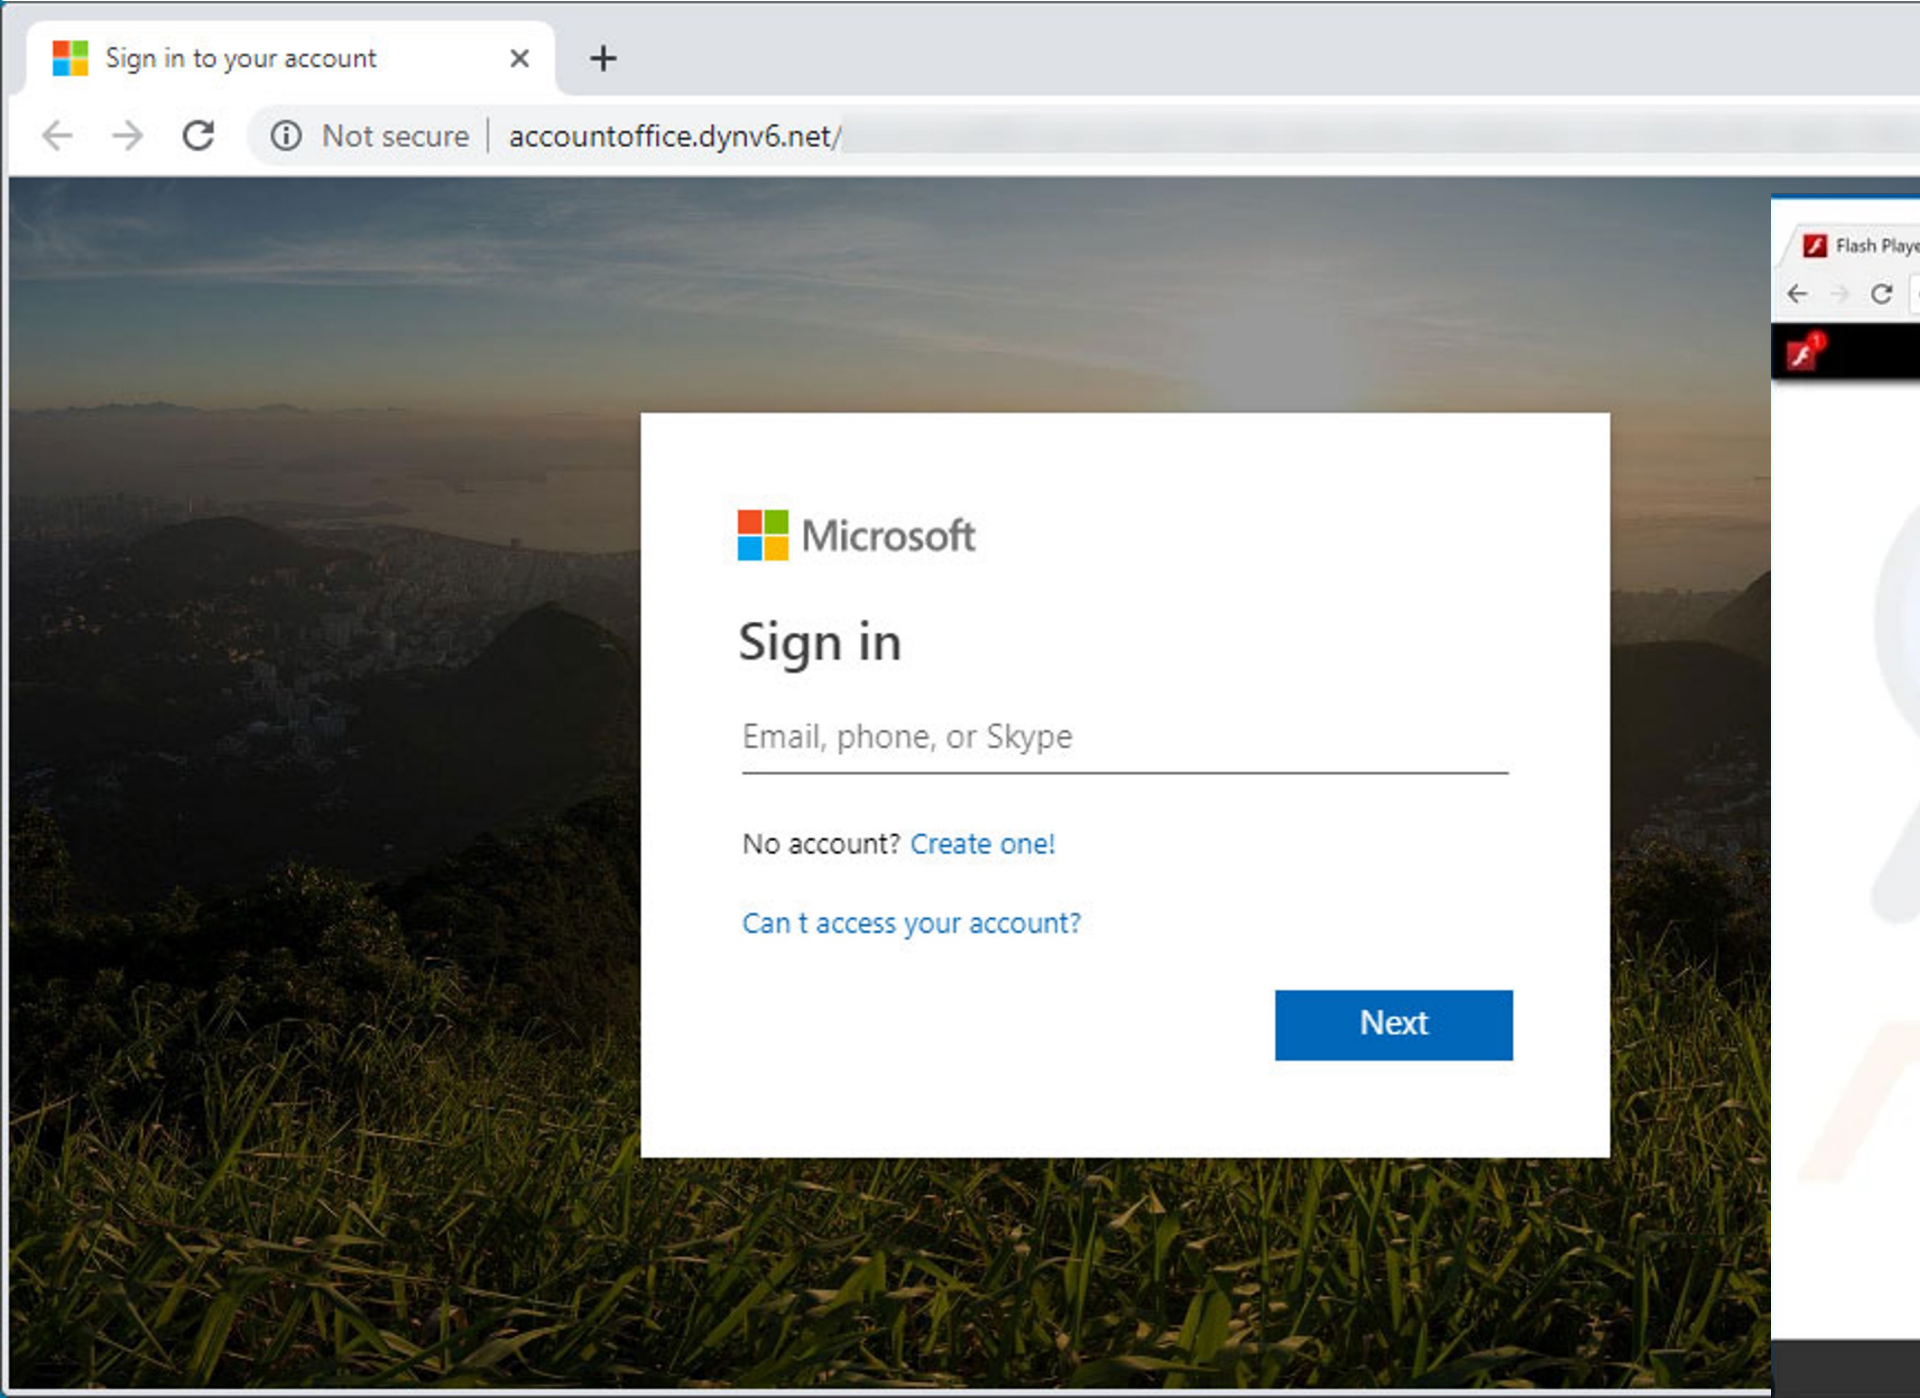 Sign in to your account
Not secure
accountoffice.dynv6.net/
Flash Playe
1
Microsoft
Sign in
Email, phone, or Skype
No account? Create one!
Can t access your account?
Next